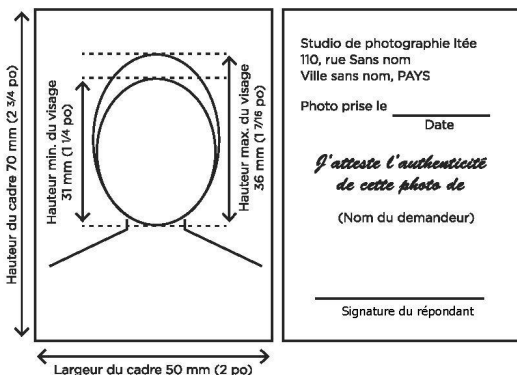 Hauteur du cadre 70 mm (2 3/4 po)
Hauteur min. du visage
31 mm (1 1/4 po)
Hauteur max. du visage
36 mm (1 7/16 po)
Largeur du cadre 50 mm (2 po)
Studio de photographie ltée
110, rue Sans nom
Ville sans nom, PAYS
Photo prise le
Date
J'atteste l'authenticité
de cette photo de
(Nom du demandeur)
Signature du répondant